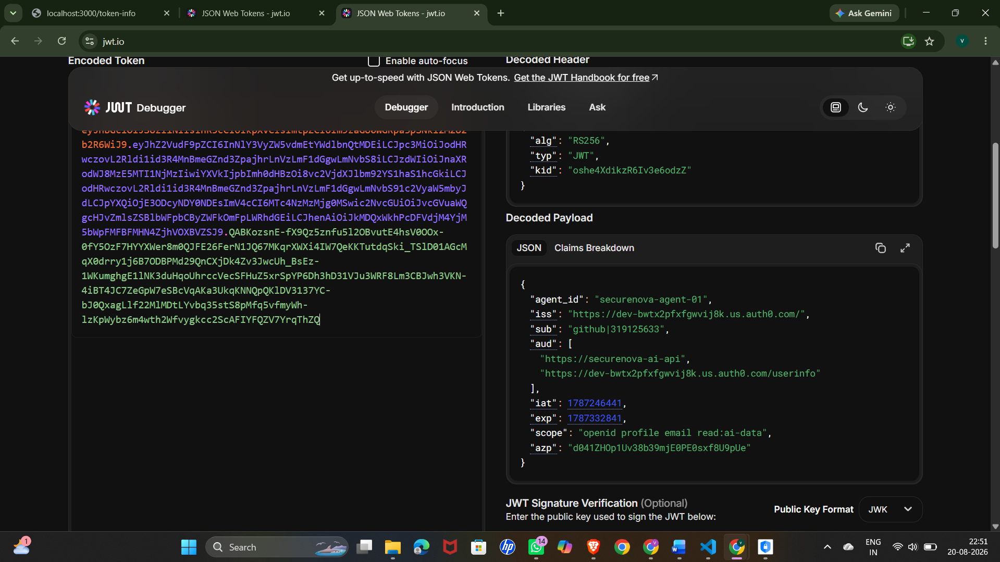 localhost:3000/token-info
JSON Web Tokens - jwt.io
JSON Web Tokens - jwt.io
Ask Gemini
jwt.io
V
Encoded Token
Enable auto-focus
Decoded Header
Get up-to-speed with JSON Web Tokens. Get the JWT Handbook for free
JWT Debugger
Debugger
Introduction
Libraries
Ask
b2R6WiJ9.eyJhZ2VudF9pZCI6InNlY3VyZW5vdmEtYWdlbnQtMDEiLCJpc3MiOiJodHR
wczovL2Rldi1id3R4MnBmeGZnd3ZpajhrLnVzLmF1dGgwLmNvbS8iLCJzdWIiOiJnaXR
odWJ8MzE5MTI1NjMzIiwiYXVkIjpbImh0dHBzOi8vc2VjdXJlbm92YS1haS1hcGkiLCJ
odHRwczovL2Rldi1id3R4MnBmeGZnd3ZpajhrLnVzLmF1dGgwLmNvbS91c2VyaW5mbyJ
dLCJpYXQiOjE3ODcyNDY0NDEsImV4cCI6MTc4NzMzMjg0MSwic2NvcGUiOiJvcGVuaWQ
gcHJvZmlsZSBlbWFpbCByZWFkOmFpLWRhdGEiLCJhenAiOiJkMDQxWkhPcDFVdjM4YjM
5bWpFMFBFMHN4ZjhVOXBVZSJ9.QABKozsnE-fX9Qz5znfu5l2OBvutE4hsV0OOx-
0fY5OzF7HYYXWer8m0QJFE26FerN1JQ67MKqrXWXi4IW7QeKKTutdqSki_TSlD01AGcM
qX0drry1j6B7ODBPMd29QnCXjDk4Zv3JwcUh_BsEz-
1WKumghgE1lNK3duHqoUhrccVecSFHuZ5xrSpYP6Dh3hD31VJu3WRF8Lm3CBJwh3VKN-
4iBT4JC7ZeGpW7eSBcVqAKa3UkqKNNQpQKlDV3137YC-
bJ0QxagLlf22MlMDtLYvbq35stS8pMfq5vfmyWh-
lzKpWybz6m4wth2Wfvygkcc2ScAFIYFQZV7YrqThZQ
"alg": "RS256",
"typ": "JWT",
"kid": "oshe4XdikzR6Iv3e6odzZ"
}
Decoded Payload
JSON
Claims Breakdown
{
"agent_id": "securenova-agent-01",
"iss": "https://dev-bwtx2pfxfgwvij8k.us.auth0.com/",
"sub": "github|319125633",
"aud": [
"https://securenova-ai-api",
"https://dev-bwtx2pfxfgwvij8k.us.auth0.com/userinfo"
],
"iat": 1787246441,
"exp": 1787332841,
"scope": "openid profile email read:ai-data",
"azp": "d041ZHOp1Uv38b39mjE0PE0sxf8U9pUe"
}
JWT Signature Verification (Optional)
Enter the public key used to sign the JWT below:
Public Key Format
JWK
1
Search
14
ENG
IN
22:51
20-08-2026